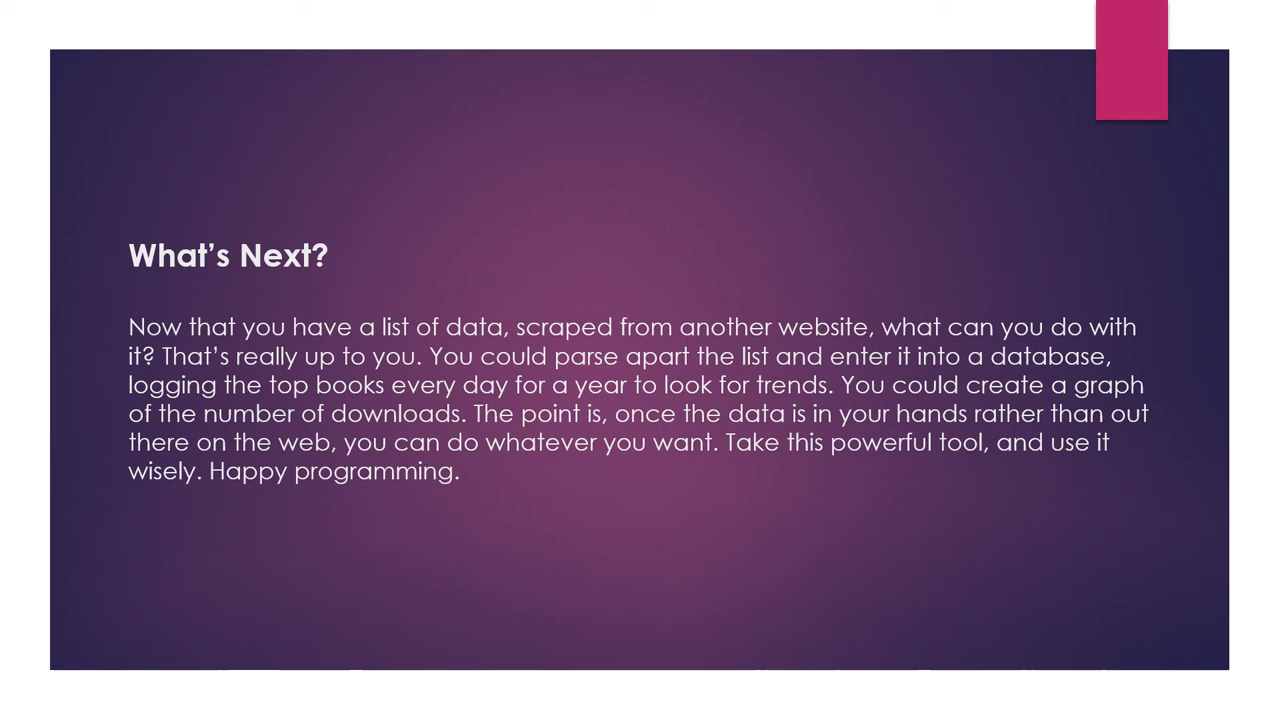 What’s Next?
Now that you have a list of data, scraped from another website, what can you do with
it? That’s really up to you. You could parse apart the list and enter it into a database,
logging the top books every day for a year to look for trends. You could create a graph
of the number of downloads. The point is, once the data is in your hands rather than out
there on the web, you can do whatever you want. Take this powerful tool, and use it
wisely. Happy programming.